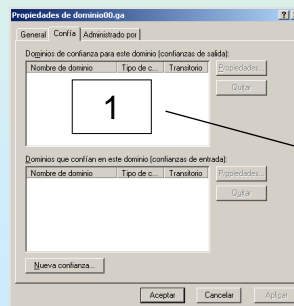 Propiedades de dominio00.ga
General Confía Administrado por
Dominios de confianza para este dominio (confianzas de salida):
Nombre de dominio Tipo de c... Transitorio Propiedades...
Quitar
1
Dominios que confían en este dominio (confianzas de entrada):
Nombre de dominio Tipo de c... Transitorio Propiedades...
Quitar
Nueva confianza...
Aceptar Cancelar Aplicar